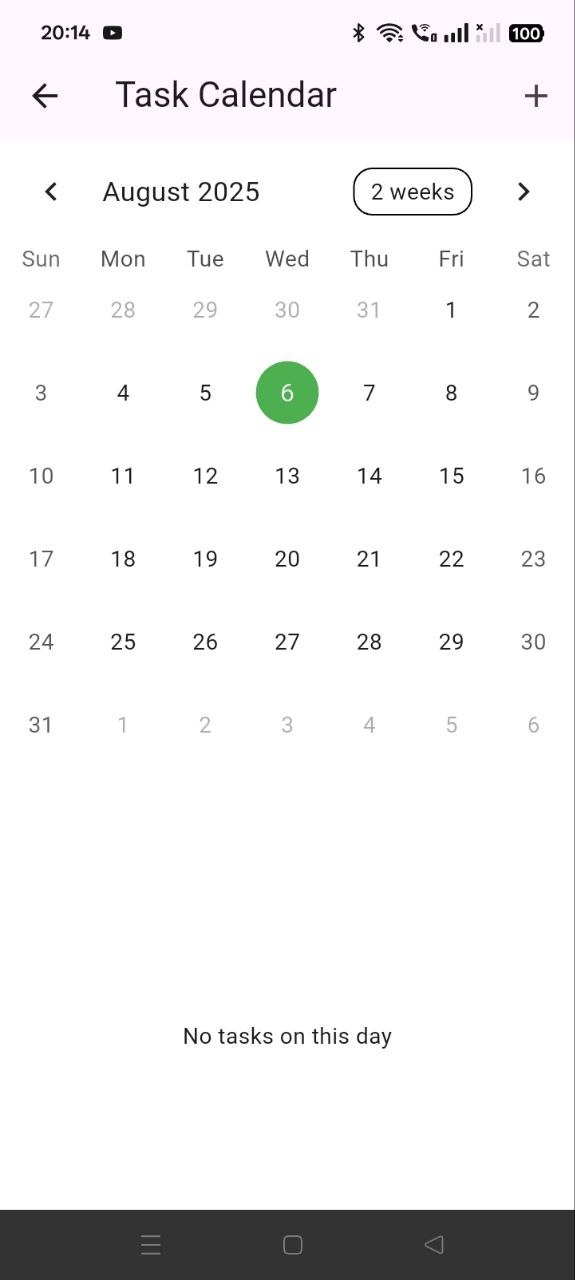 20:14
100
Task Calendar
August 2025 2 weeks
Sun Mon Tue Wed Thu Fri Sat
27 28 29 30 31 1 2
3 4 5 6 7 8 9
10 11 12 13 14 15 16
17 18 19 20 21 22 23
24 25 26 27 28 29 30
31 1 2 3 4 5 6
No tasks on this day